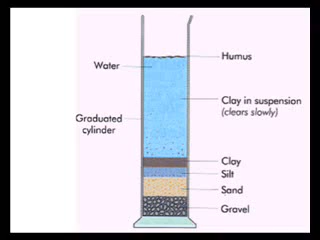 Humus
Water
Clay in suspension
(clears slowly)
Graduated
cylinder
Clay
Silt
Sand
Gravel